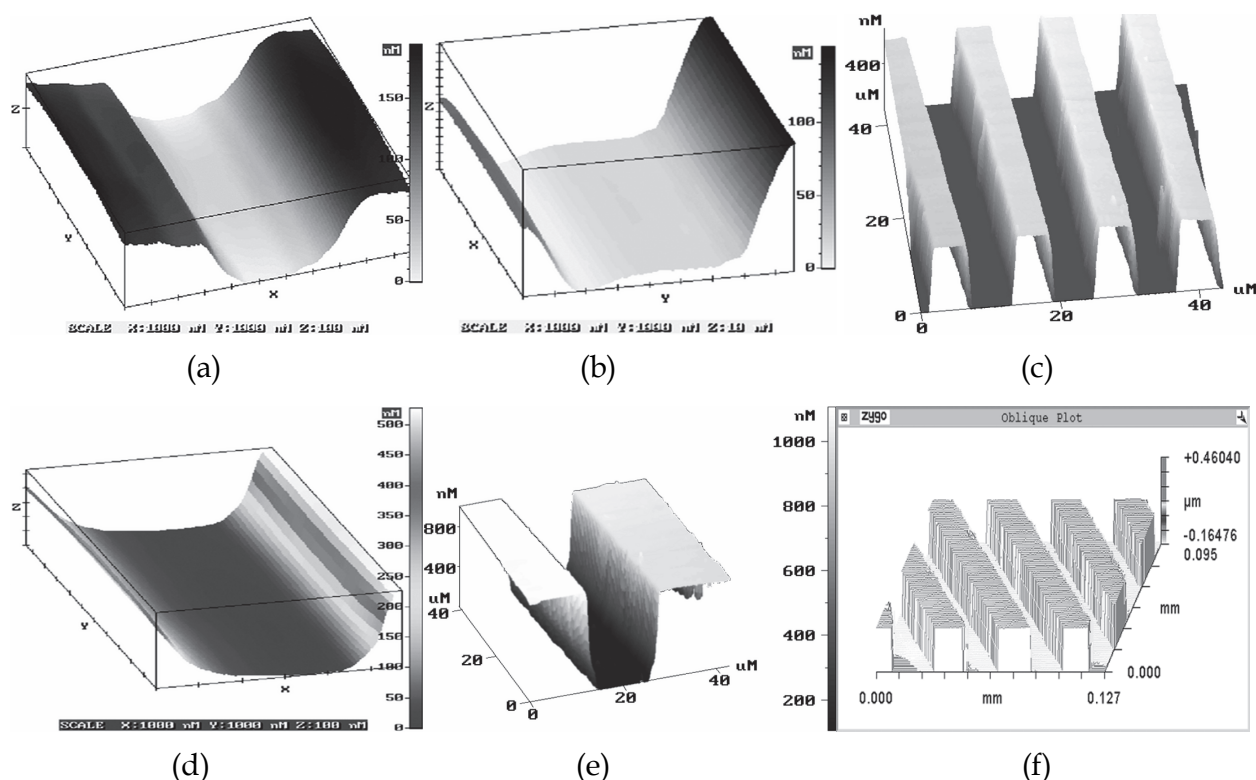 nM
150
100
50
0
Z
Y
X
SCALE X:1000 nM Y:1000 nM Z:100 nM
(a)
nM
100
50
0
Z
X
Y
SCALE X:1000 nM Y:1000 nM Z:10 nM
(b)
nM
400
uM
40
20
0
0
20
40
uM
(c)
nM
500
450
400
350
300
250
200
150
100
50
0
Z
Y
X
SCALE X:1000 nM Y:1000 nM Z:100 nM
(d)
nM
800
400
uM
40
20
0
0
20
40
uM
nM
1000
800
600
400
200
(e)
zygo Oblique Plot
+0.46040
µm
-0.16476
0.095
mm
0.000
0.000 mm 0.127
(f)